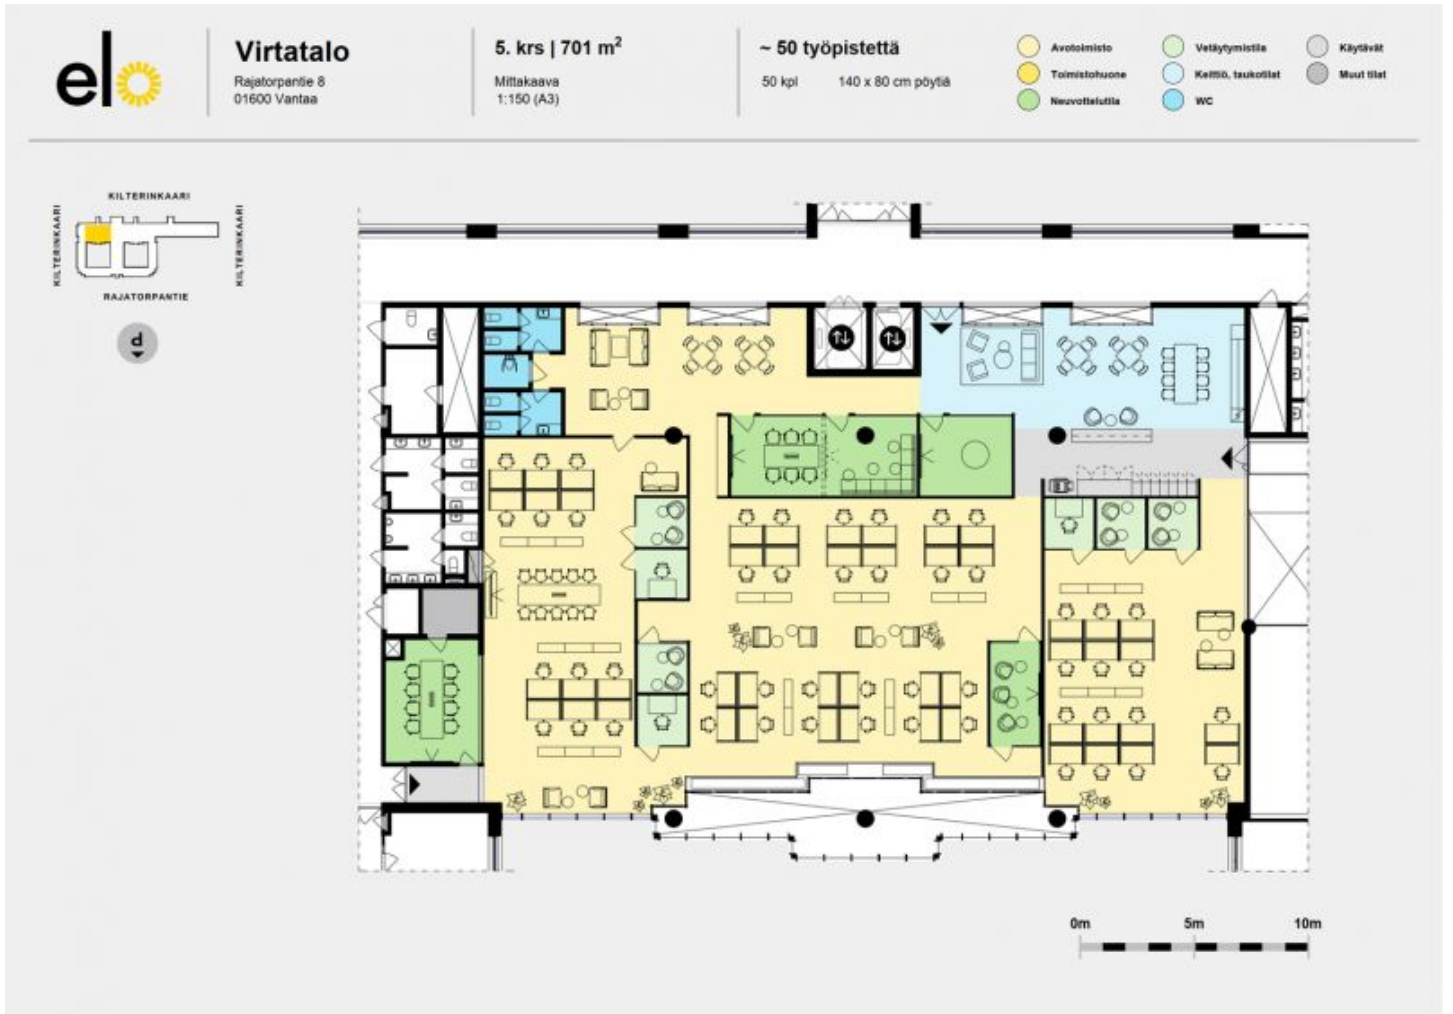 elo
Virtatalo
Rajatorpantie 8
01600 Vantaa
5. krs | 701 m²
Mittakaava
1:150 (A3)
~ 50 työpistettä
50 kpl 140 x 80 cm pöytiä
Avotoimisto
Toimistohuone
Neuvottelutila
Vetäytymistila
Keittiö, taukotilat
WC
Käytävät
Muut tilat
KILTERINKAARI
KILTERINKAARI
KILTERINKAARI
RAJATORPANTIE
d
0m 5m 10m